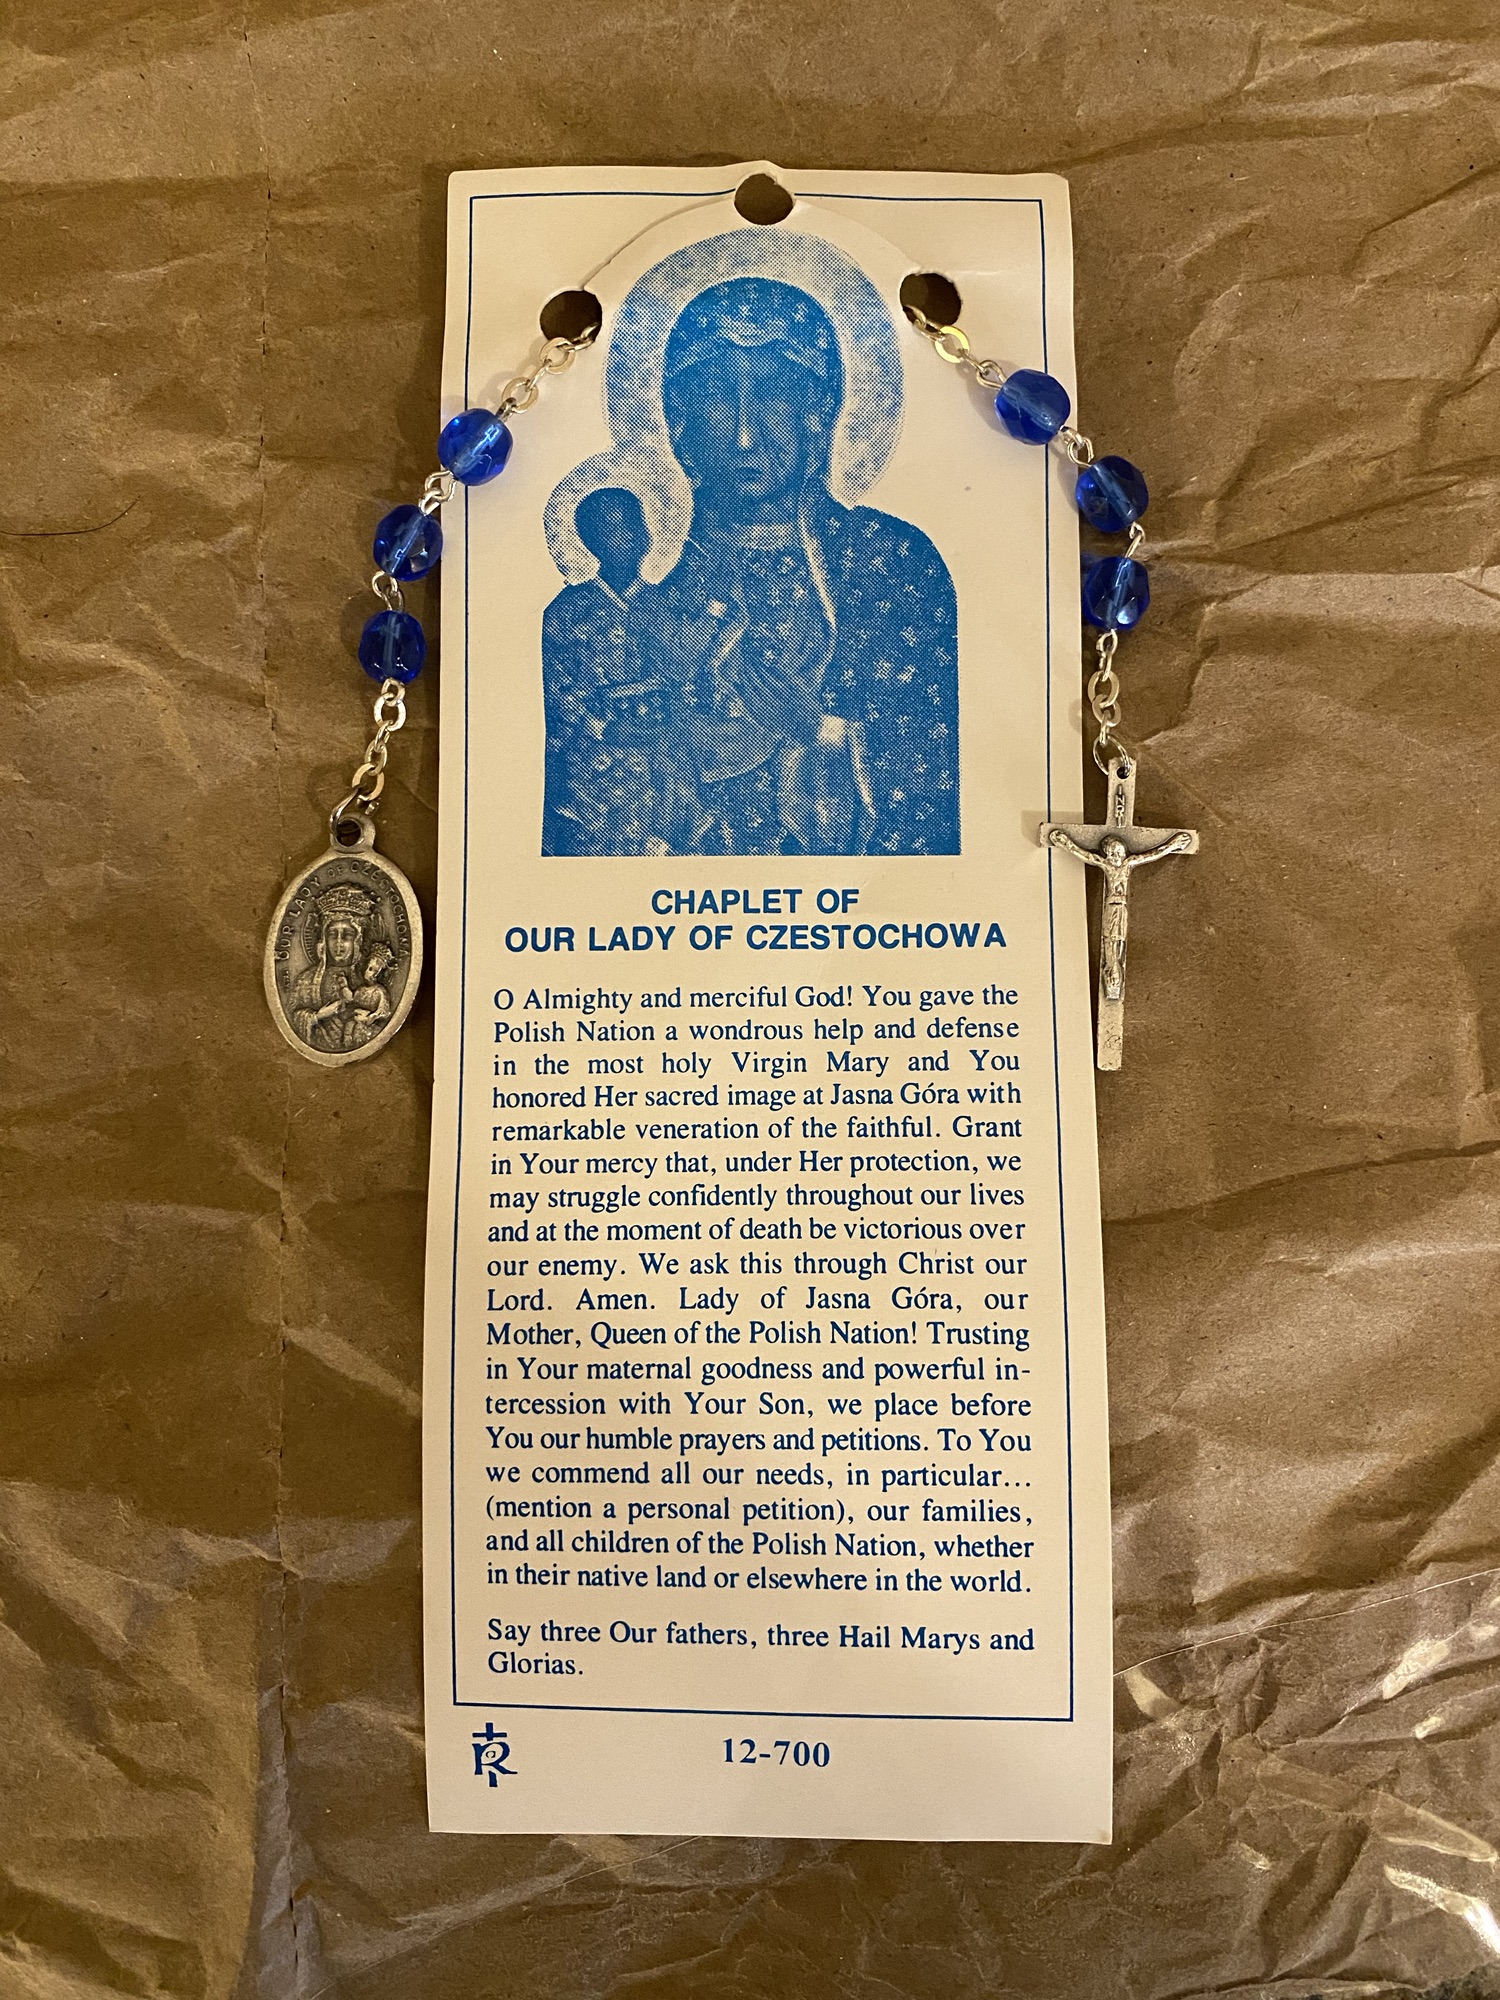 CHAPLET OF
OUR LADY OF CZESTOCHOWA
O Almighty and merciful God! You gave the
Polish Nation a wondrous help and defense
in the most holy Virgin Mary and You
honored Her sacred image at Jasna Góra with
remarkable veneration of the faithful. Grant
in Your mercy that, under Her protection, we
may struggle confidently throughout our lives
and at the moment of death be victorious over
our enemy. We ask this through Christ our
Lord. Amen. Lady of Jasna Góra, our
Mother, Queen of the Polish Nation! Trusting
in Your maternal goodness and powerful in-
tercession with Your Son, we place before
You our humble prayers and petitions. To You
we commend all our needs, in particular...
(mention a personal petition), our families,
and all children of the Polish Nation, whether
in their native land or elsewhere in the world.
Say three Our fathers, three Hail Marys and
Glorias.
12-700
OUR LADY OF CZESTOCHOWA
INRI